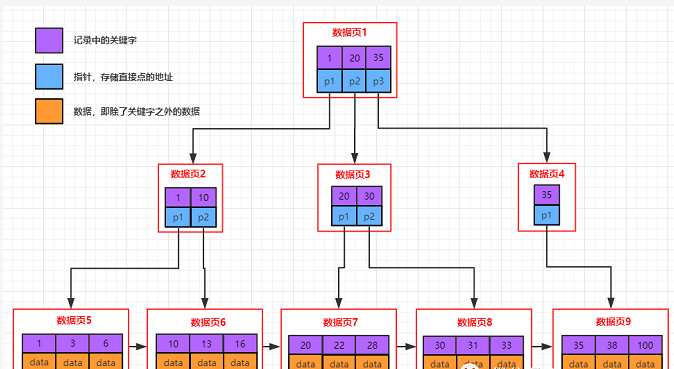 数据页1
记录中的关键字
1 20 35
指针，存储直接点的地址
p1 p2 p3
数据，即除了关键字之外的数据
数据页2 数据页3 数据页4
1 10 20 30 35
p1 p2 p1 p2 p1
数据页5 数据页6 数据页7 数据页8 数据页9
1 3 6 10 13 16 20 22 28 30 31 33 35 38 100
data data data data data data data data data data data data data data data